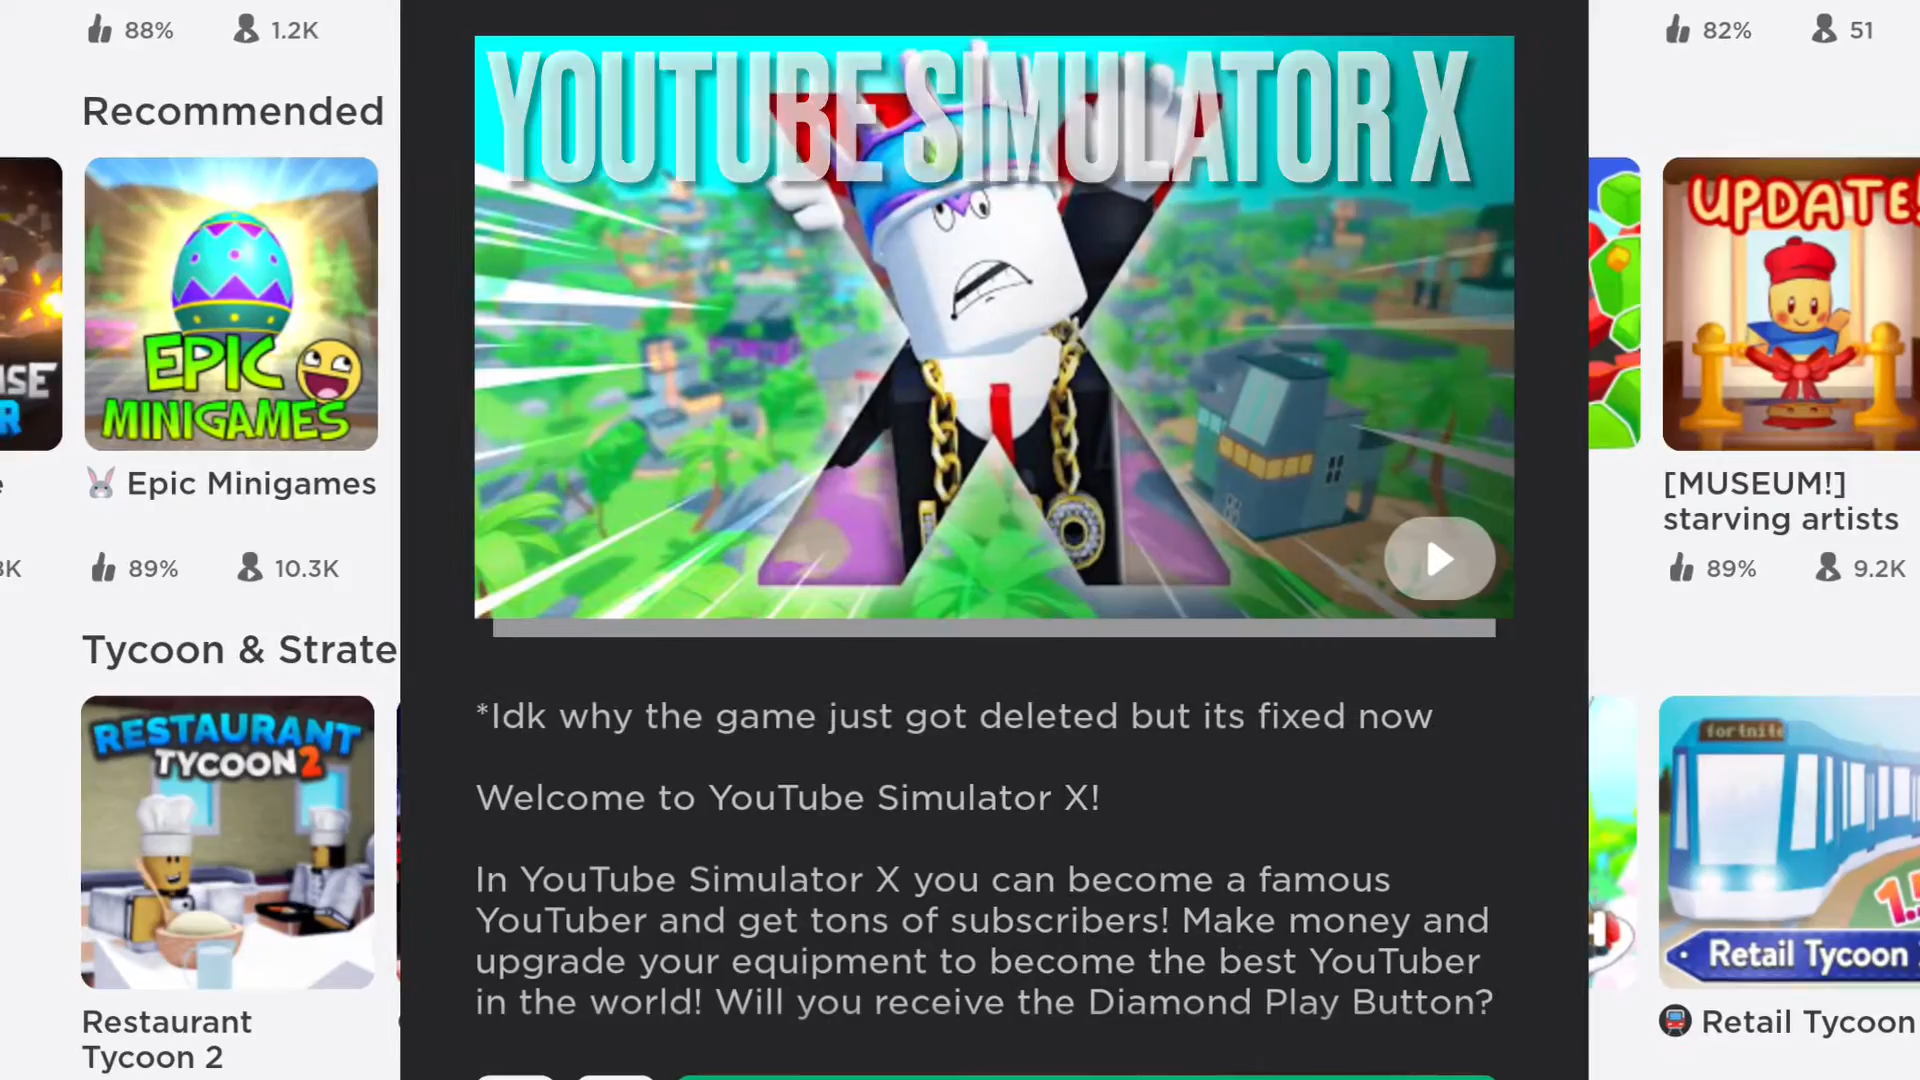 88%
1.2K
82%
51
Recommended
UPDATE!
EPIC
MINIGAMES
Epic Minigames
89%
10.3K
[MUSEUM!]
starving artists
89%
9.2K
YOUTUBE SIMULATOR X
Tycoon & Strate
RESTAURANT
TYCOON 2
Restaurant
Tycoon 2
*Idk why the game just got deleted but its fixed now
Welcome to YouTube Simulator X!
In YouTube Simulator X you can become a famous
YouTuber and get tons of subscribers! Make money and
upgrade your equipment to become the best YouTuber
in the world! Will you receive the Diamond Play Button?
fortnite
Retail Tycoon
Retail Tycoon